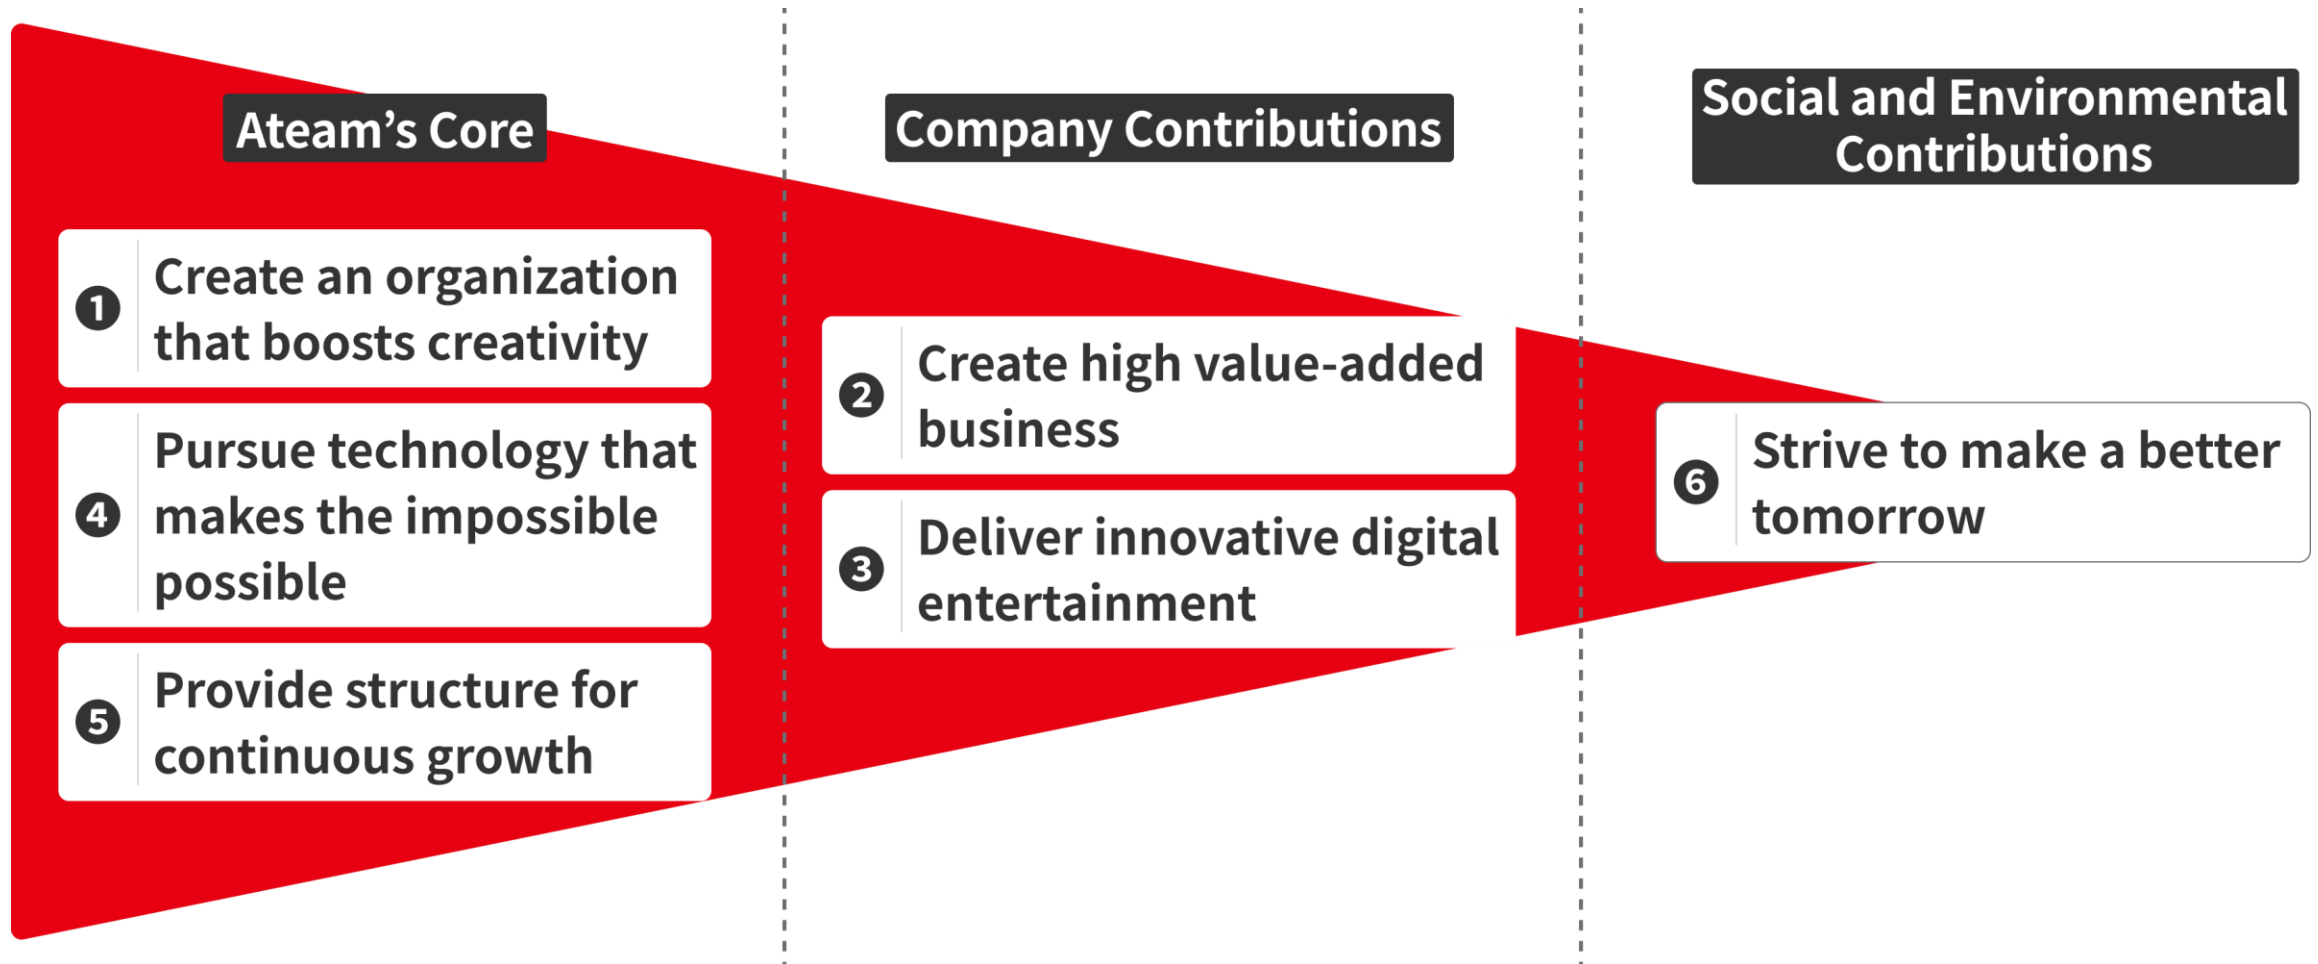 Ateam’s Core
1
Create an organization
that boosts creativity
4
Pursue technology that
makes the impossible
possible
5
Provide structure for
continuous growth
Company Contributions
2
Create high value-added
business
3
Deliver innovative digital
entertainment
Social and Environmental
Contributions
6
Strive to make a better
tomorrow